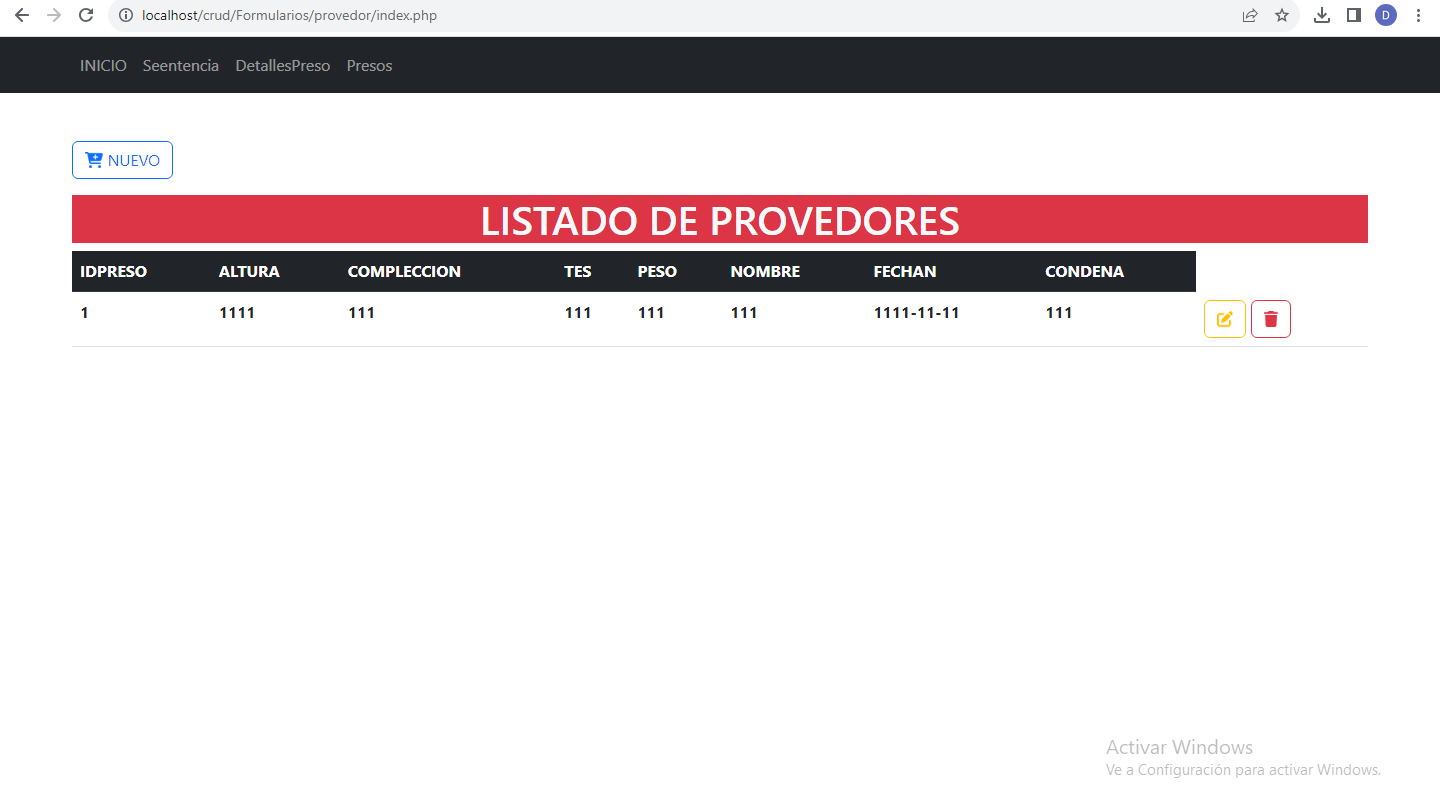 localhost/crud/Formularios/provedor/index.php
D
INICIO Seentencia DetallesPreso Presos
NUEVO
LISTADO DE PROVEDORES
IDPRESO ALTURA COMPLECCION TES PESO NOMBRE FECHAN CONDENA
1 1111 111 111 111 111 1111-11-11 111
Activar Windows
Ve a Configuración para activar Windows.